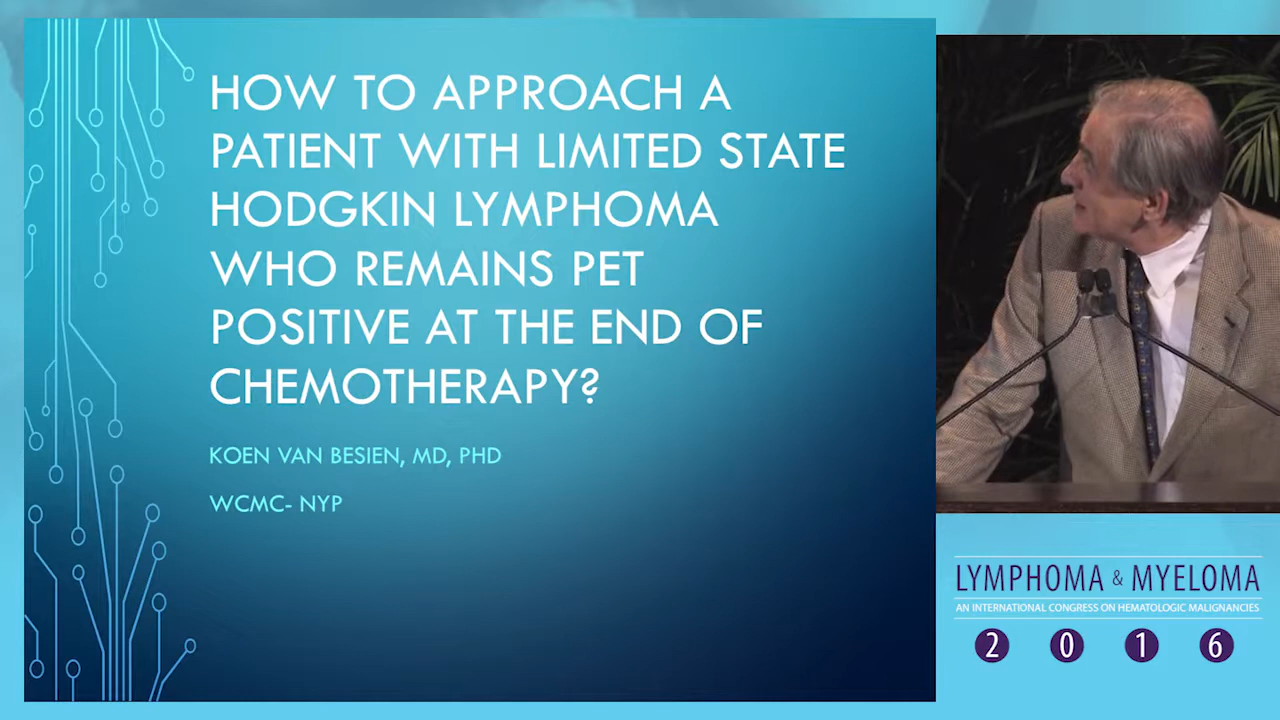 HOW TO APPROACH A
PATIENT WITH LIMITED STATE
HODGKIN LYMPHOMA
WHO REMAINS PET
POSITIVE AT THE END OF
CHEMOTHERAPY?
KOEN VAN BESIEN, MD, PHD
WCMC- NYP
LYMPHOMA & MYELOMA
AN INTERNATIONAL CONGRESS ON HEMATOLOGIC MALIGNANCIES
2 0 1 6